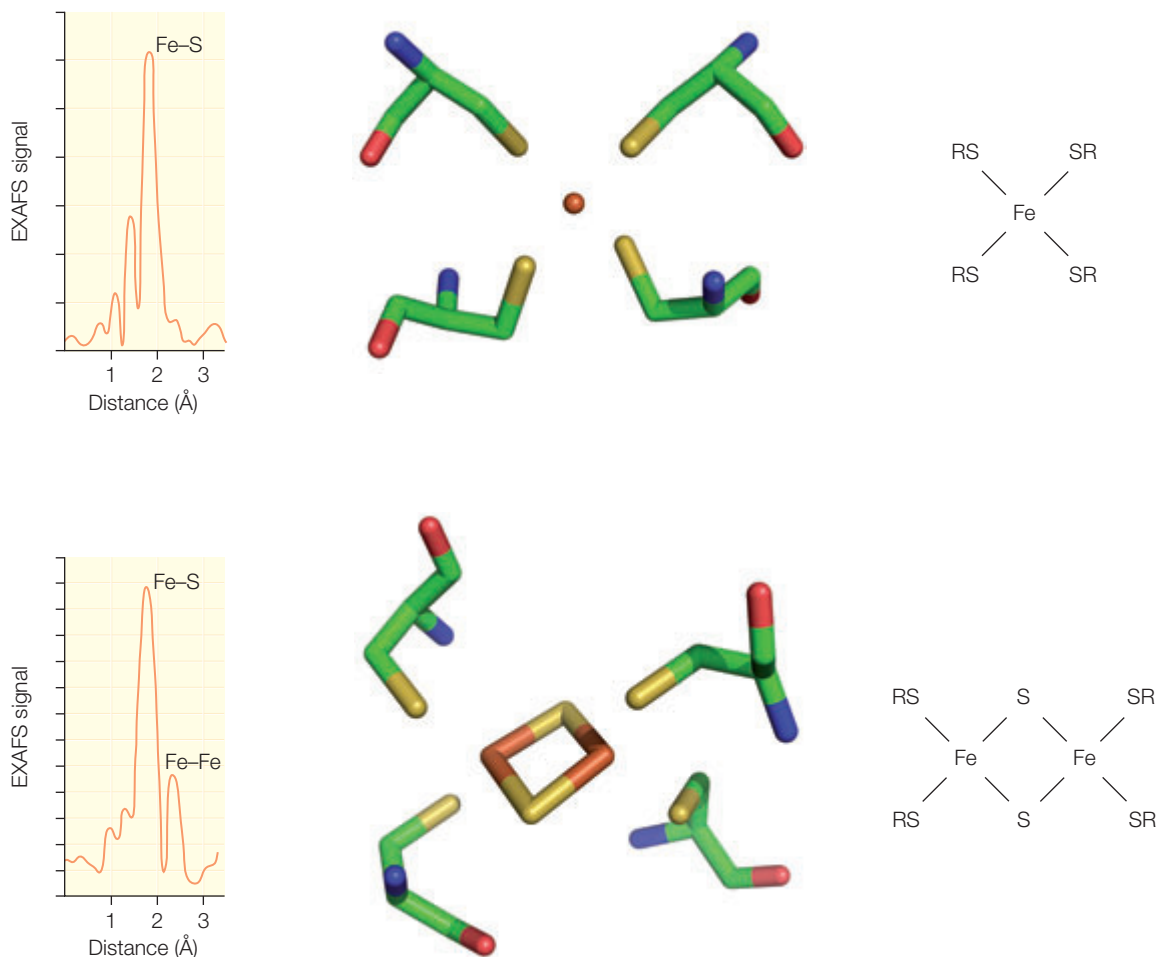 Fe–S
EXAFS signal
1 2 3
Distance (Å)
RS SR
Fe
RS SR
Fe–S
Fe–Fe
EXAFS signal
1 2 3
Distance (Å)
RS S SR
Fe Fe
RS S SR